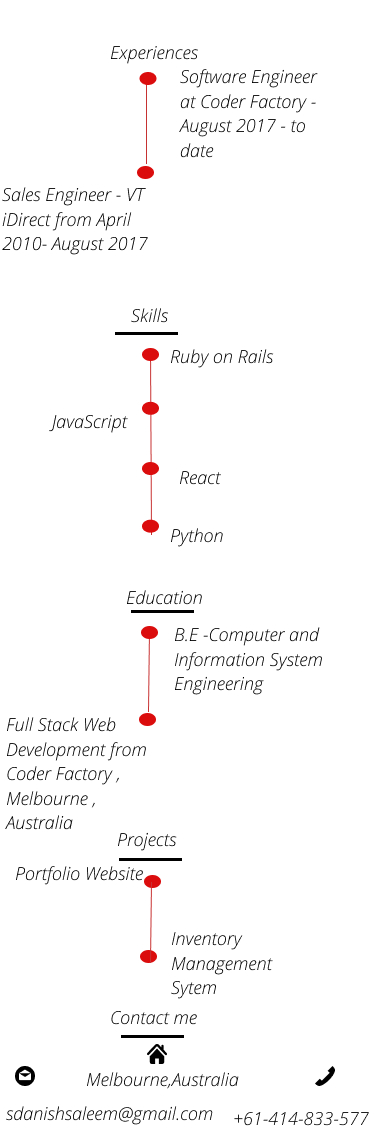 Experiences
Software Engineer
at Coder Factory -
August 2017 - to
date
Sales Engineer - VT
iDirect from April
2010- August 2017
Skills
Ruby on Rails
JavaScript
React
Python
Education
B.E -Computer and
Information System
Engineering
Full Stack Web
Development from
Coder Factory ,
Melbourne ,
Australia
Projects
Portfolio Website
Inventory
Management
Sytem
Contact me
Melbourne,Australia
sdanishsaleem@gmail.com
+61-414-833-577